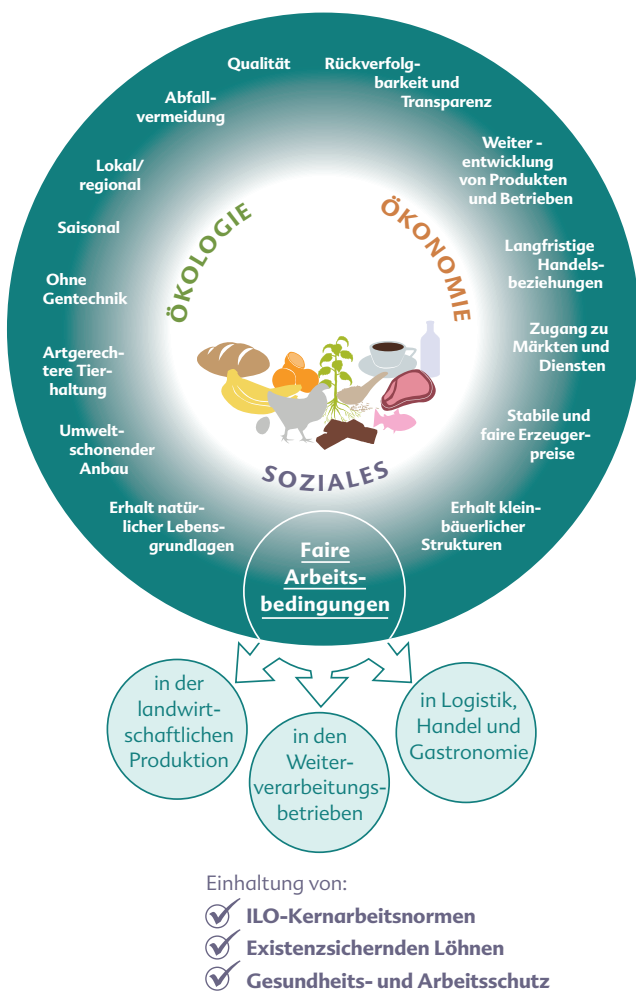 Qualität
Rückverfolg-
barkeit und
Transparenz
Abfall-
vermeidung
Weiter -
entwicklung
von Produkten
und Betrieben
Lokal/
regional
Saisonal
ÖKOLOGIE
ÖKONOMIE
Langfristige
Handels-
beziehungen
Ohne
Gentechnik
Zugang zu
Märkten und
Diensten
Artgerech-
tere Tier-
haltung
Stabile und
faire Erzeuger-
preise
Umwelt-
schonender
Anbau
SOZIALES
Erhalt natür-
licher Lebens-
grundlagen
Erhalt klein-
bäuerlicher
Strukturen
Faire
Arbeits-
bedingungen
in der
landwirt-
schaftlichen
Produktion
in den
Weiter-
verarbeitungs-
betrieben
in Logistik,
Handel und
Gastronomie
Einhaltung von:
ILO-Kernarbeitsnormen
Existenzsichernden Löhnen
Gesundheits- und Arbeitsschutz